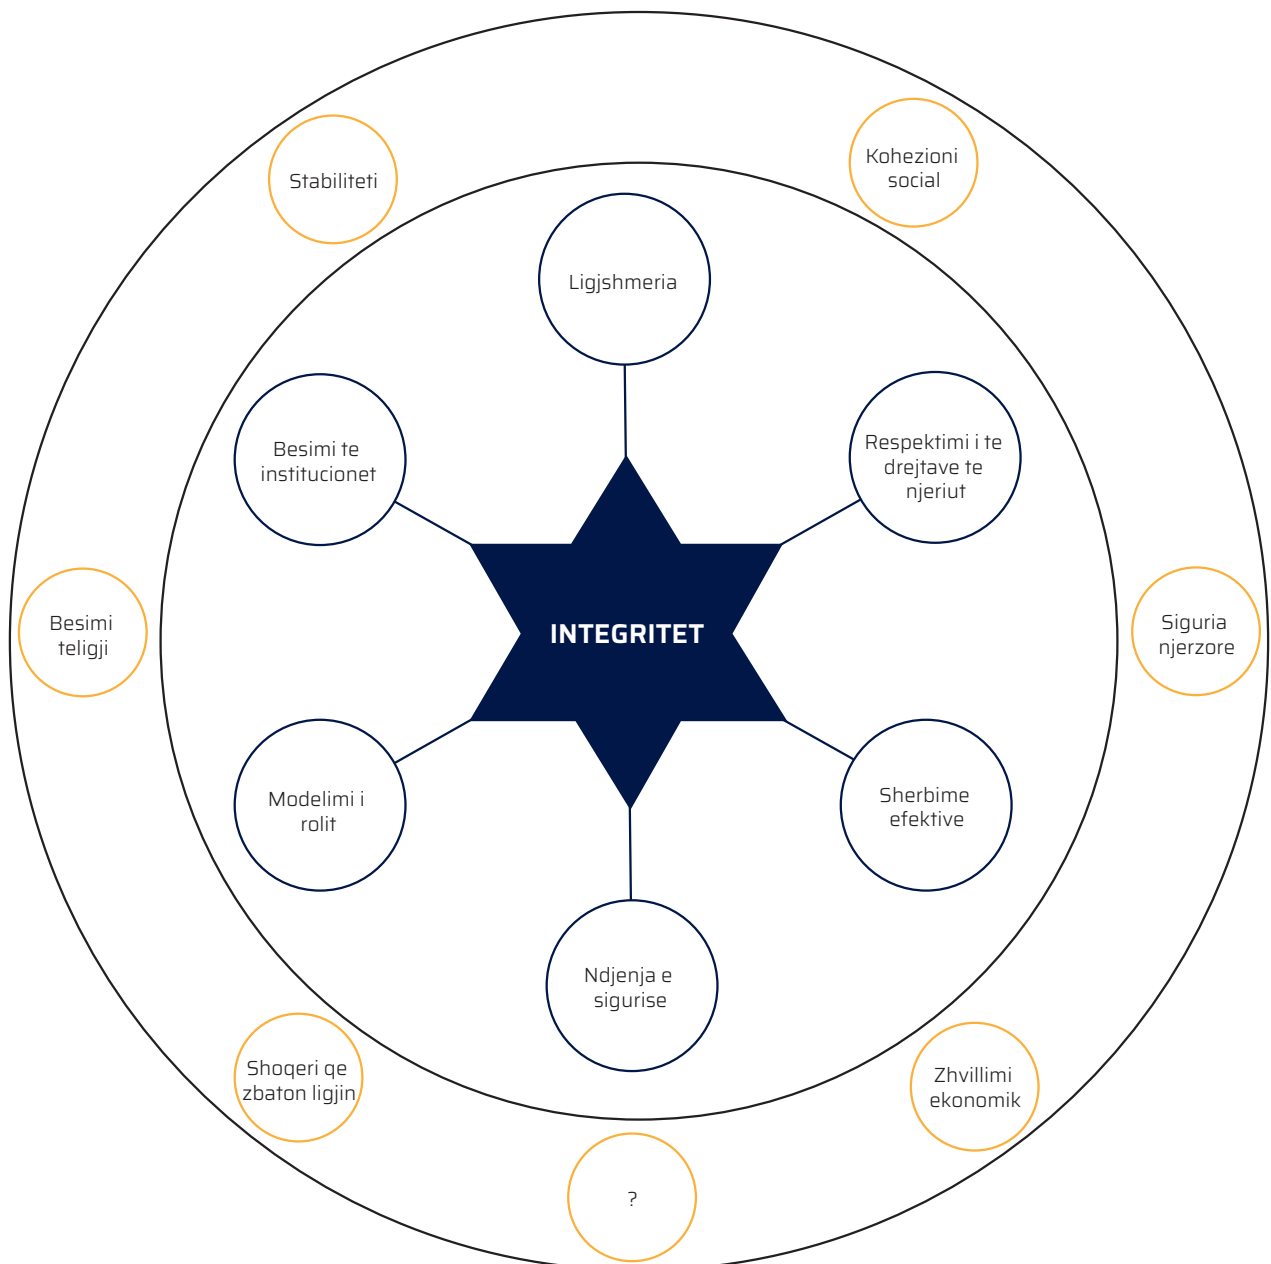 Kohezioni
social
Stabiliteti
Ligjshmeria
Besimi te
institucionet
Respektimi i te
drejtave te
njeriut
Besimi
teligji
INTEGRITET
Siguria
njerzore
Modelimi i
rolit
Sherbime
efektive
Ndjenja e
sigurise
Shoqeri qe
zbaton ligjin
Zhvillimi
ekonomik
?